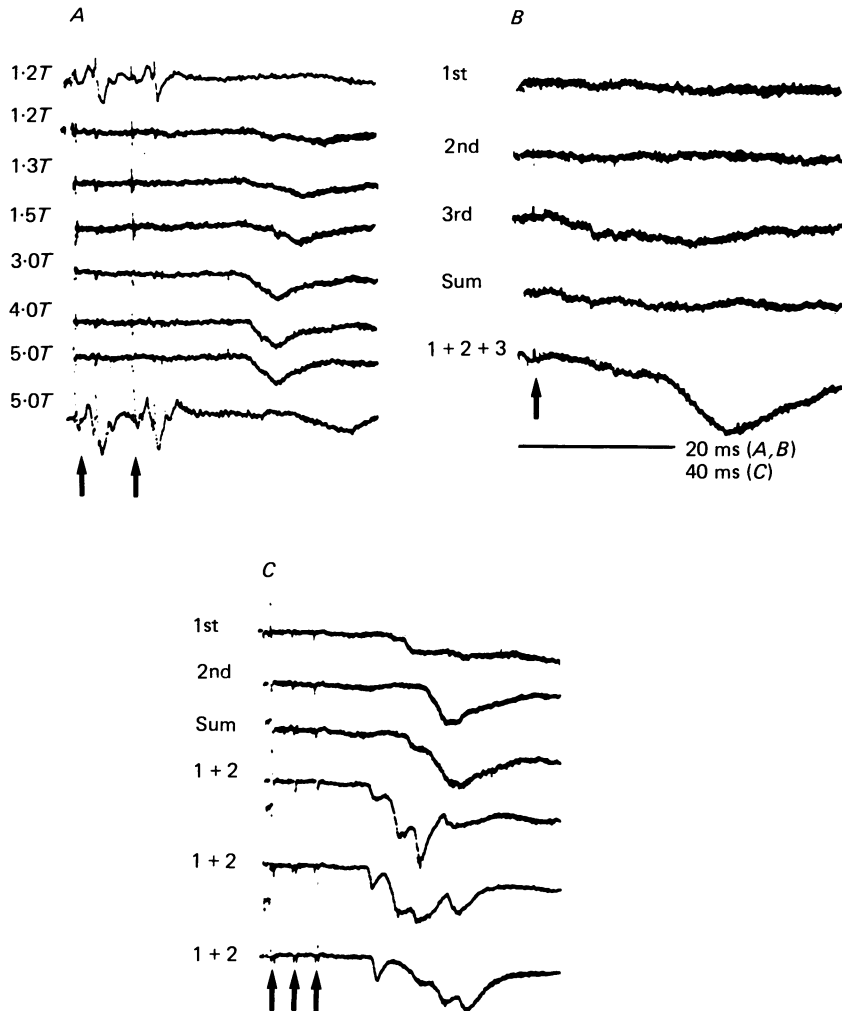 A
1·2T
1·2T
1·3T
1·5T
3·0T
4·0T
5·0T
5·0T
B
1st
2nd
3rd
Sum
1 + 2 + 3
20 ms (A, B)
40 ms (C)
C
1st
2nd
Sum
1 + 2
1 + 2
1 + 2